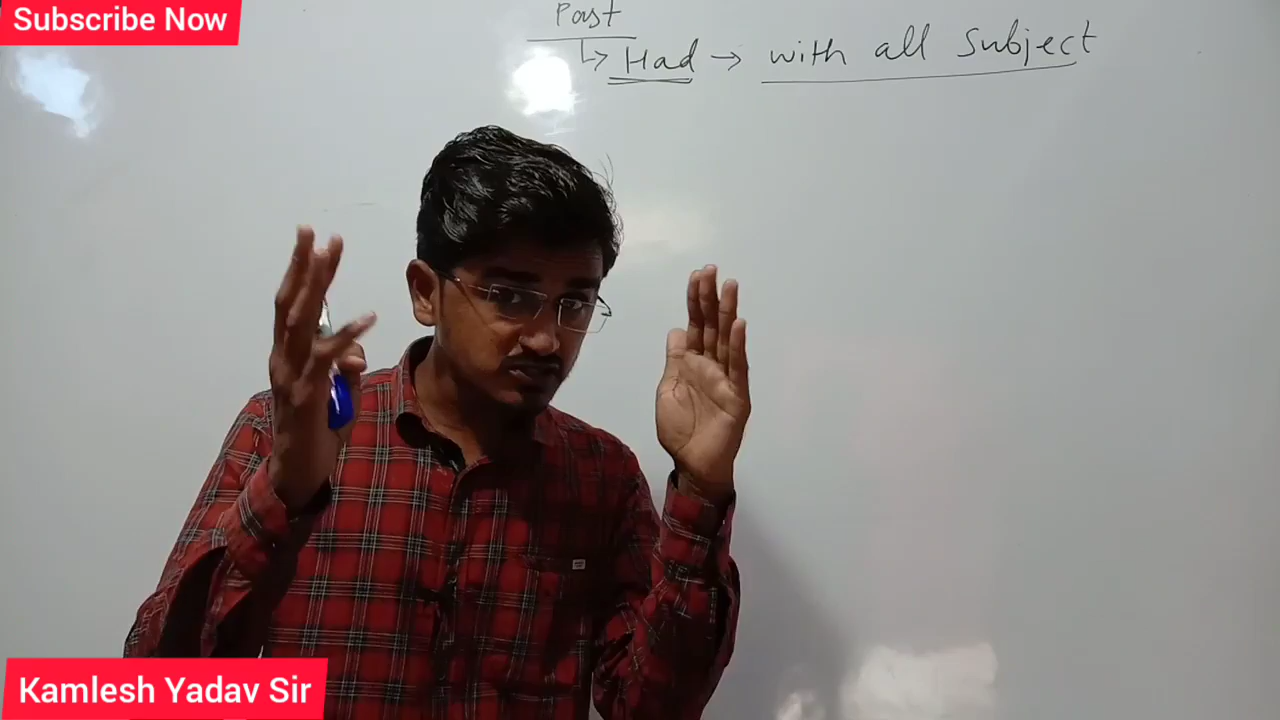 Subscribe Now
Past
↳ Had → with all Subject
Kamlesh Yadav Sir